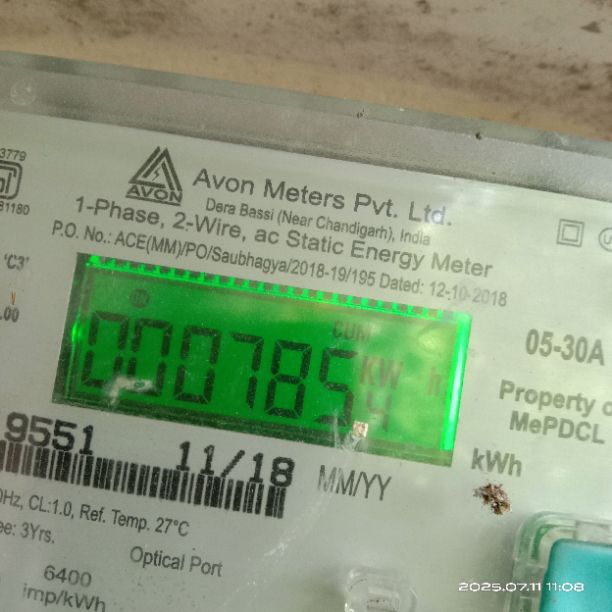 3779
81180
AVON
Avon Meters Pvt. Ltd.
Dera Bassi (Near Chandigarh), India
1-Phase, 2-Wire, ac Static Energy Meter
P.O. No.: ACE(MM)/PO/Saubhagya/2018-19/195 Dated: 12-10-2018
'C3'
.00
CUM
000785
KW h
4
05-30A
Property o
MePDCL
kWh
9551
11/18
MM/YY
0Hz, CL:1.0, Ref. Temp. 27°C
ee: 3Yrs.
Optical Port
6400
imp/kWh
2025.07.11 11:08